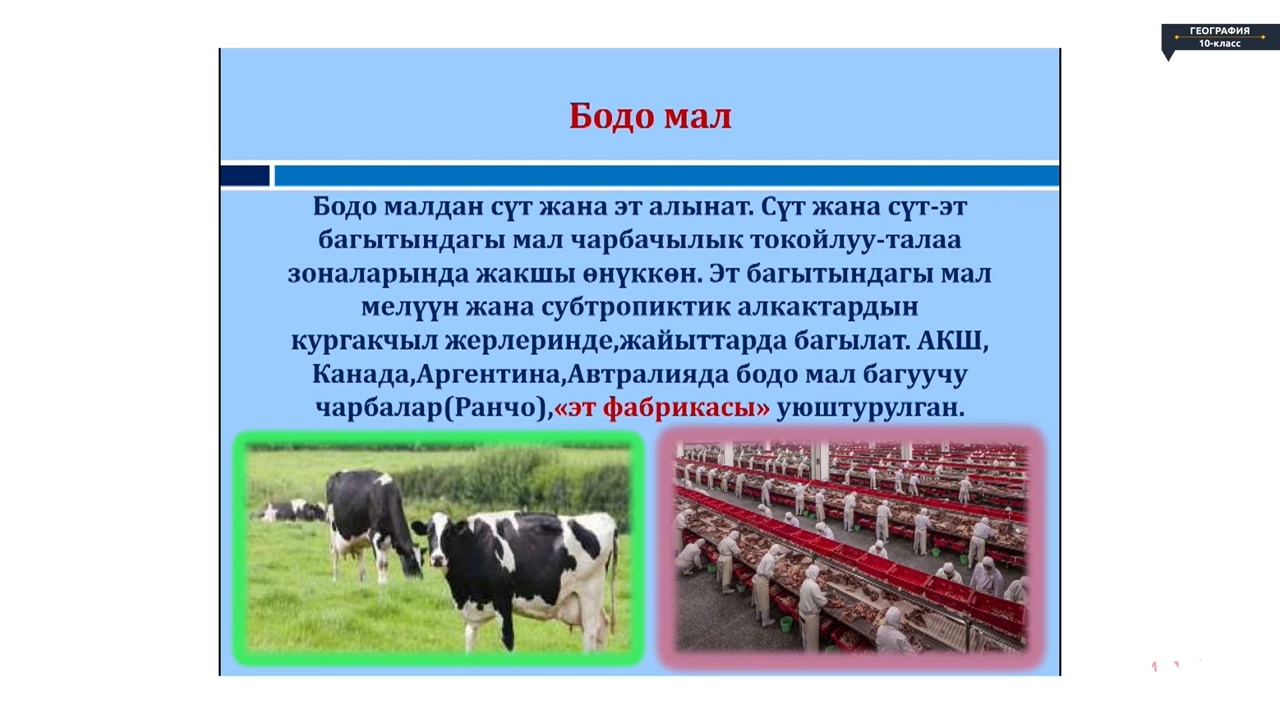 ГЕОГРАФИЯ
10-класс
Бодо мал
Бодо малдан сүт жана эт алынат. Сүт жана сүт-эт
багытындагы мал чарбачылык токойлуу-талаа
зоналарында жакшы өнүккөн. Эт багытындагы мал
мелүүн жана субтропиктик алкактардын
кургакчыл жерлеринде,жайыттарда багылат. АКШ,
Канада,Аргентина,Автралияда бодо мал багуучу
чарбалар(Ранчо),«эт фабрикасы» уюштурулган.